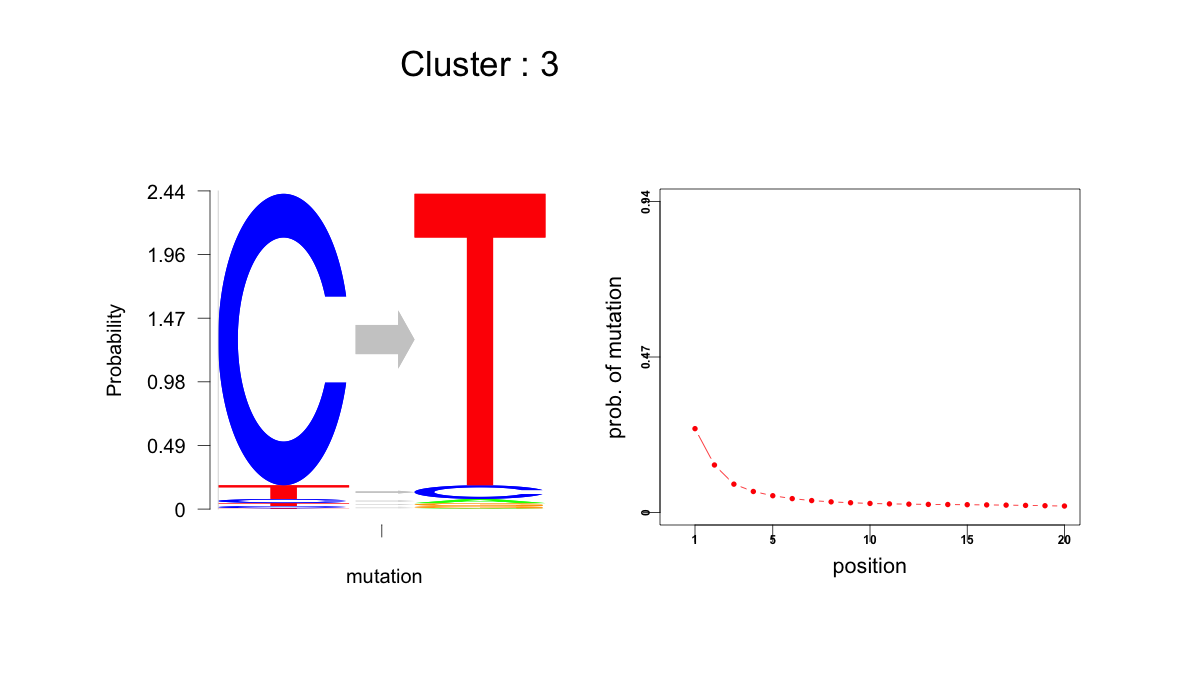 Cluster : 3
Probability
2.44
1.96
1.47
0.98
0.49
0
C T
T C
mutation
prob. of mutation
0.94
0.47
0
1 5 10 15 20
position